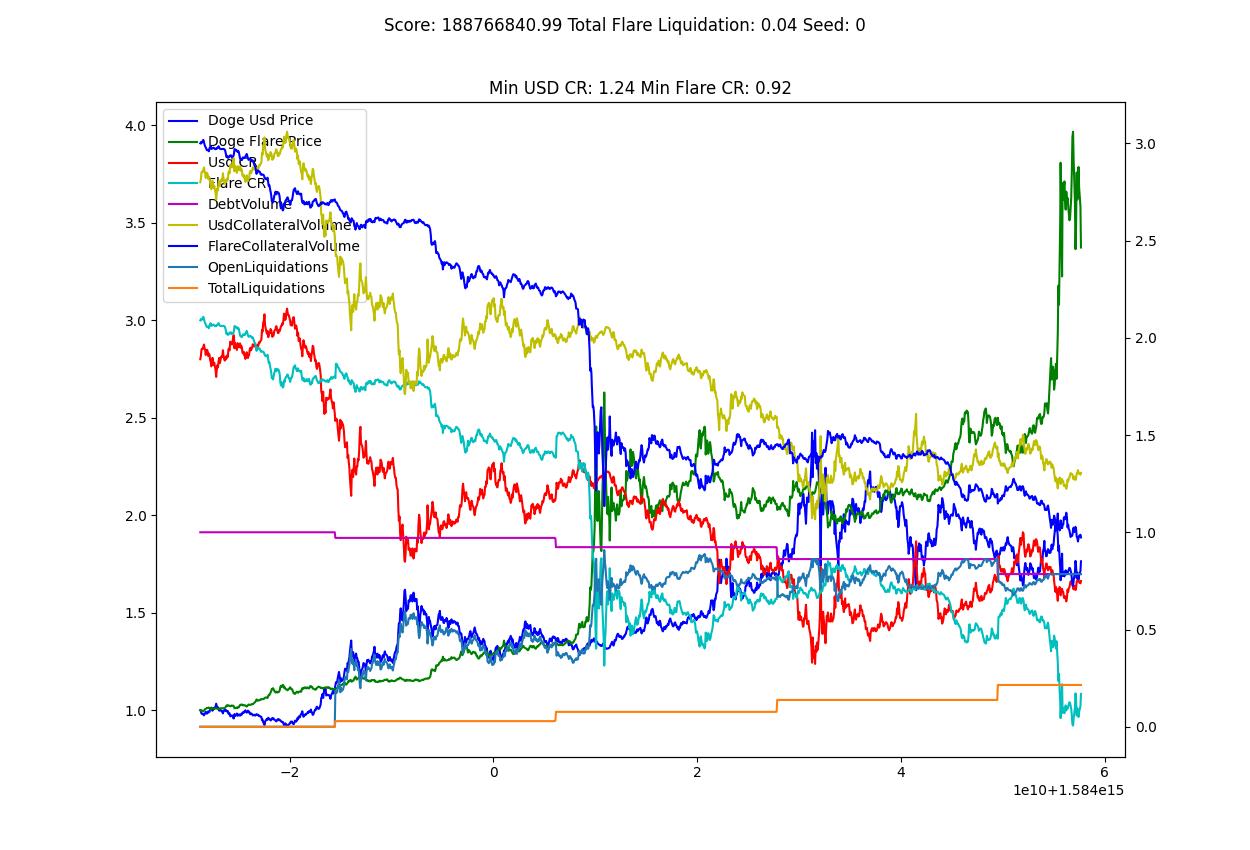 Score: 188766840.99 Total Flare Liquidation: 0.04 Seed: 0
Min USD CR: 1.24 Min Flare CR: 0.92
Doge Usd Price
Doge Flare Price
Usd CR
Flare CR
DebtVolume
UsdCollateralVolume
FlareCollateralVolume
OpenLiquidations
TotalLiquidations
4.0
3.5
3.0
2.5
2.0
1.5
1.0
3.0
2.5
2.0
1.5
1.0
0.5
0.0
−2
0
2
4
6
1e10+1.584e15